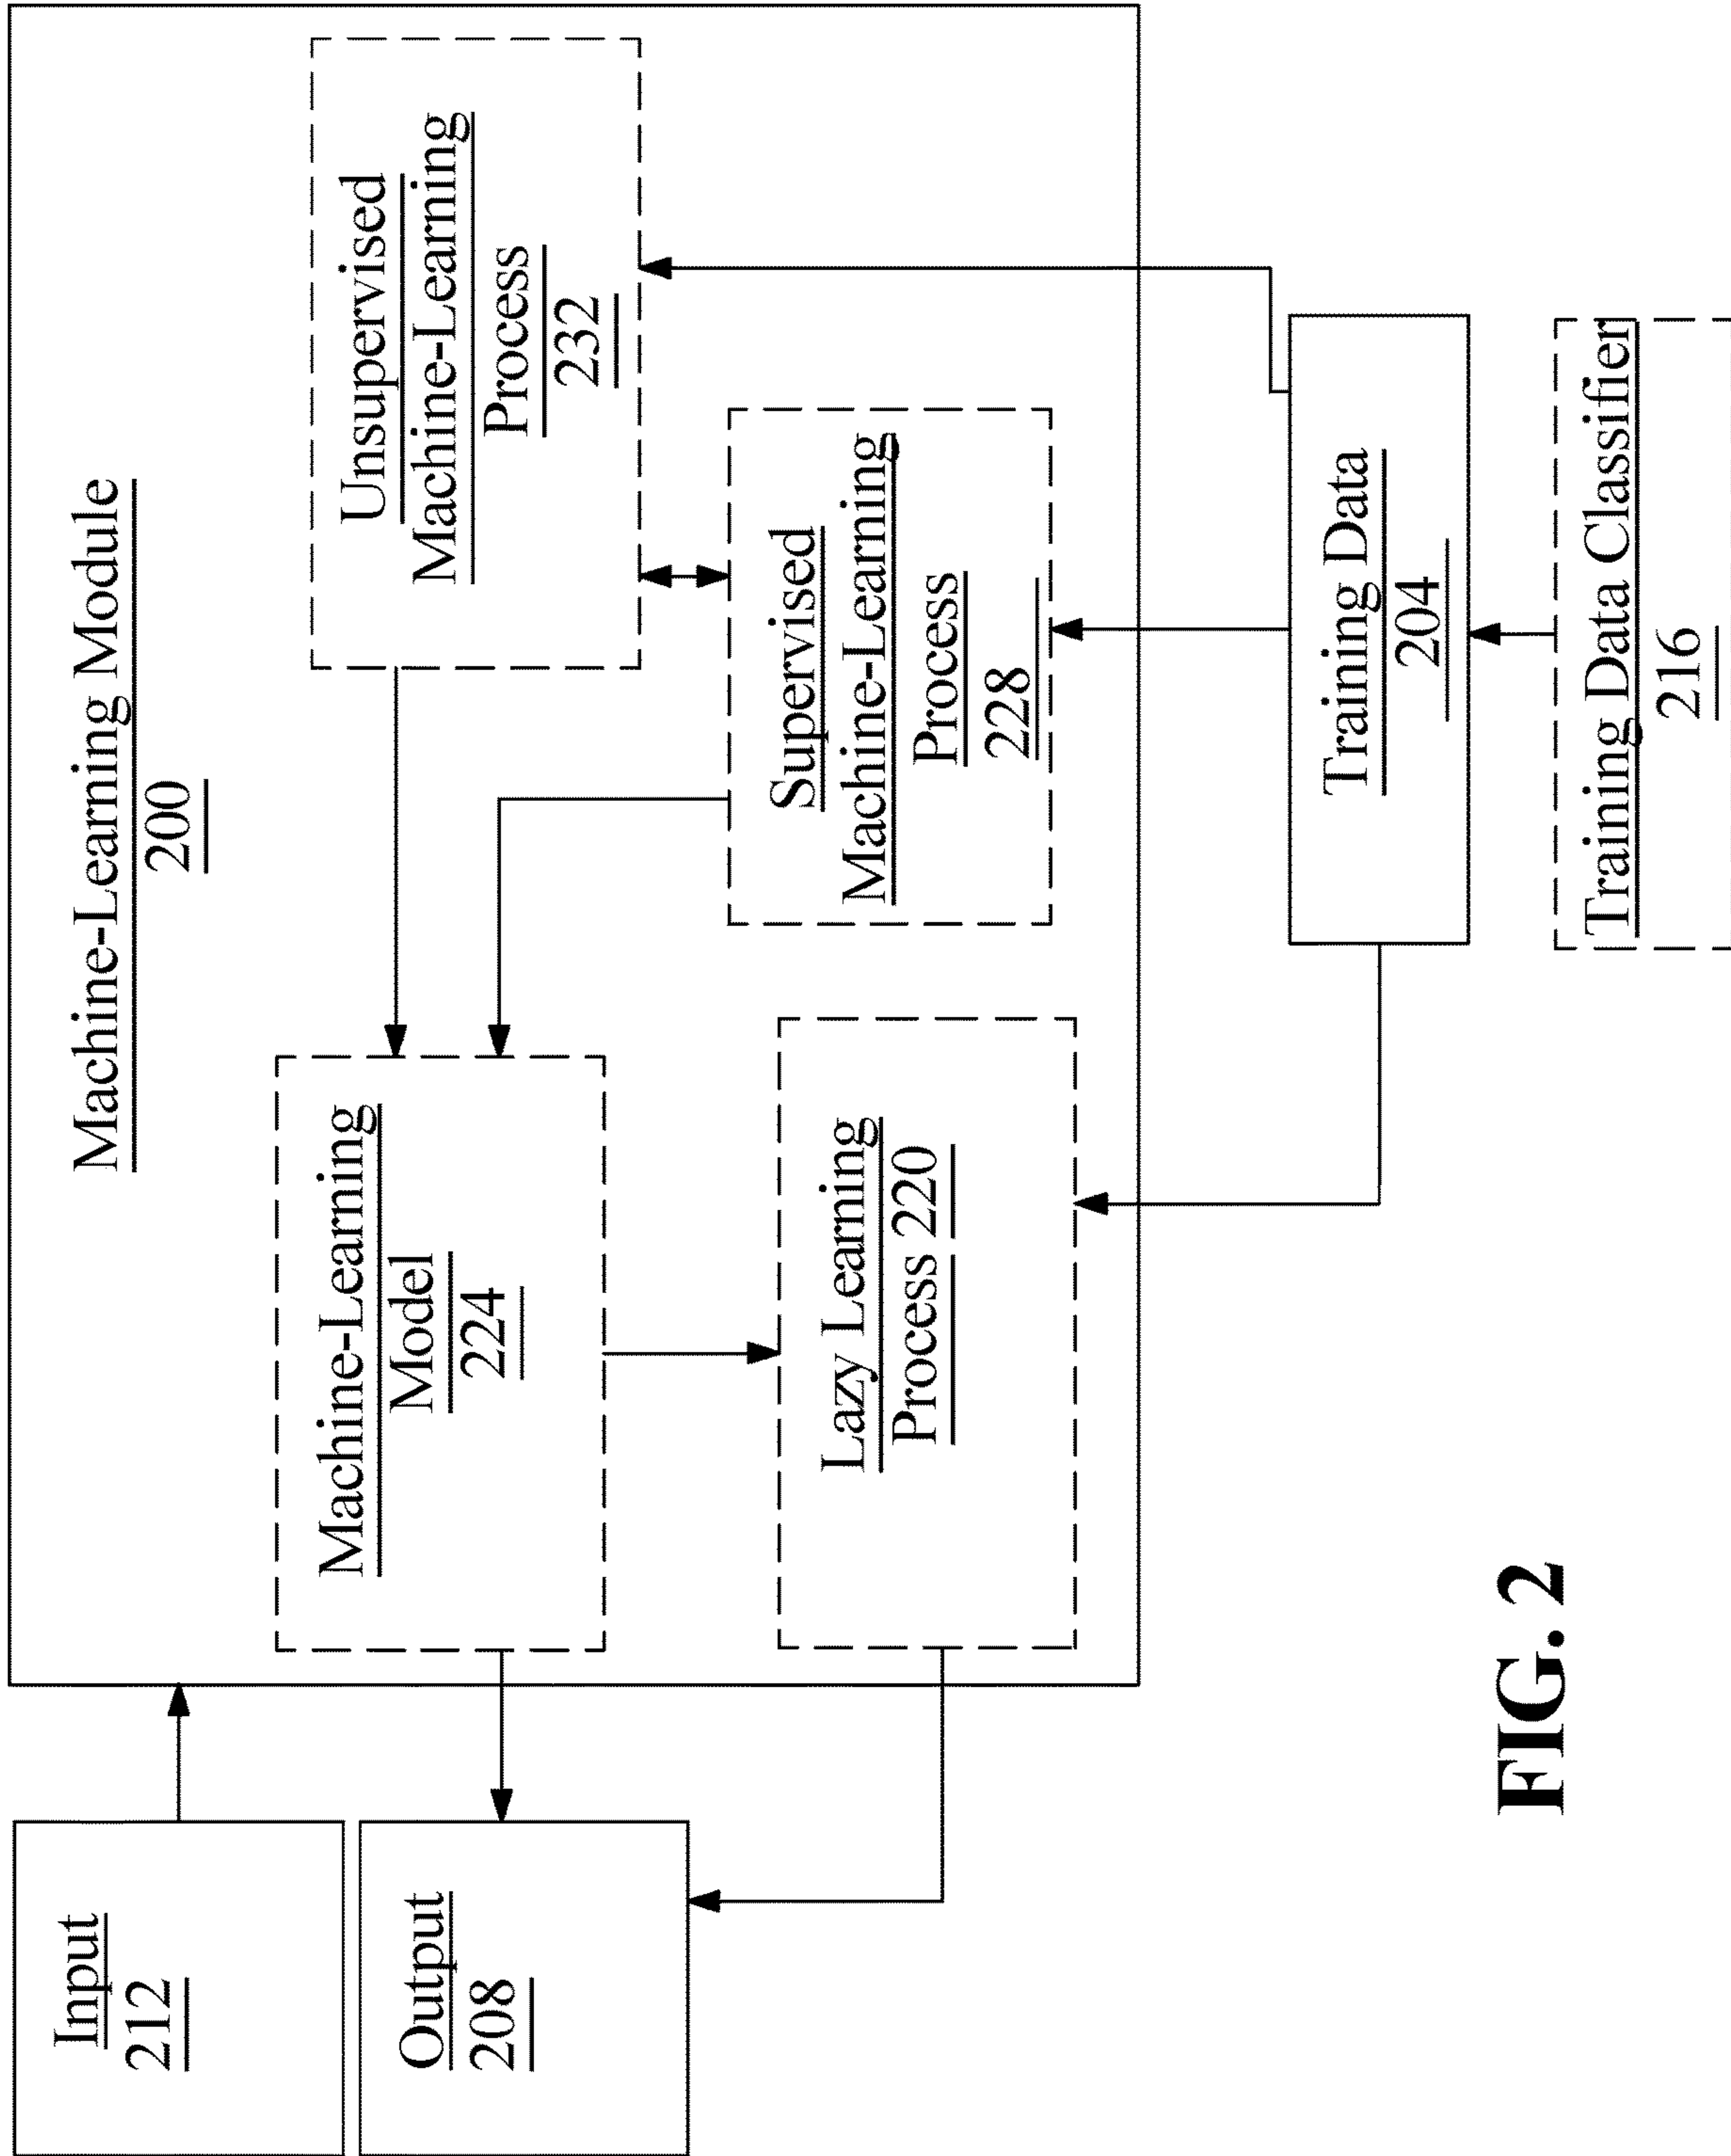 Machine-Learning Module
200
Input
212
Output
208
Machine-Learning
Model
224
Unsupervised
Machine-Learning
Process
232
Supervised
Machine-Learning
Process
228
Lazy Learning
Process 220
Training Data
204
Training Data Classifier
216
FIG. 2